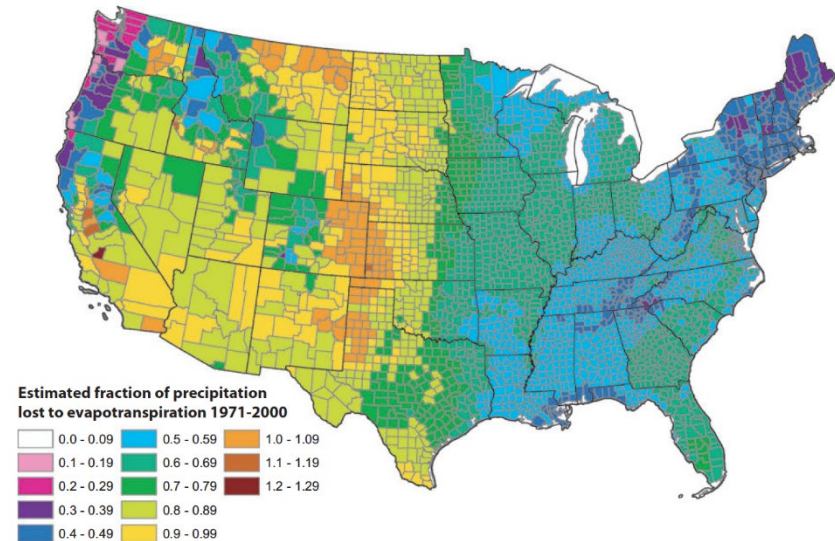 Estimated fraction of precipitation
lost to evapotranspiration 1971-2000
0.0 - 0.09
0.1 - 0.19
0.2 - 0.29
0.3 - 0.39
0.4 - 0.49
0.5 - 0.59
0.6 - 0.69
0.7 - 0.79
0.8 - 0.89
0.9 - 0.99
1.0 - 1.09
1.1 - 1.19
1.2 - 1.29